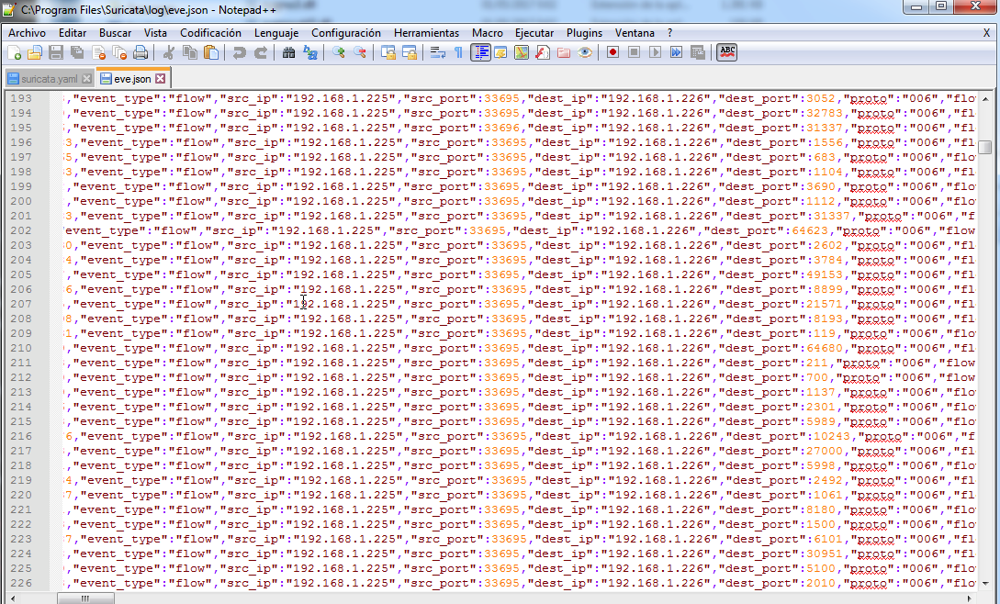 C:\Program Files\Suricata\log\eve.json - Notepad++
Archivo Editar Buscar Vista Codificación Lenguaje Configuración Herramientas Macro Ejecutar Plugins Ventana ? X
ABC
suricata.yaml eve.json
193 ,"event_type":"flow","src_ip":"192.168.1.225","src_port":33695,"dest_ip":"192.168.1.226","dest_port":3052,"proto":"006","flo
194 ,"event_type":"flow","src_ip":"192.168.1.225","src_port":33695,"dest_ip":"192.168.1.226","dest_port":32783,"proto":"006","fl
195 ,"event_type":"flow","src_ip":"192.168.1.225","src_port":33696,"dest_ip":"192.168.1.226","dest_port":31337,"proto":"006","fl
196 3,"event_type":"flow","src_ip":"192.168.1.225","src_port":33695,"dest_ip":"192.168.1.226","dest_port":1556,"proto":"006","fl
197 5,"event_type":"flow","src_ip":"192.168.1.225","src_port":33695,"dest_ip":"192.168.1.226","dest_port":683,"proto":"006","flo
198 3,"event_type":"flow","src_ip":"192.168.1.225","src_port":33695,"dest_ip":"192.168.1.226","dest_port":1104,"proto":"006","fl
199 ,"event_type":"flow","src_ip":"192.168.1.225","src_port":33695,"dest_ip":"192.168.1.226","dest_port":3690,"proto":"006","flo
200 ,"event_type":"flow","src_ip":"192.168.1.225","src_port":33695,"dest_ip":"192.168.1.226","dest_port":1112,"proto":"006","flo
201 3,"event_type":"flow","src_ip":"192.168.1.225","src_port":33695,"dest_ip":"192.168.1.226","dest_port":31337,"proto":"006","f
202 event_type":"flow","src_ip":"192.168.1.225","src_port":33695,"dest_ip":"192.168.1.226","dest_port":64623,"proto":"006","flow
203 0,"event_type":"flow","src_ip":"192.168.1.225","src_port":33695,"dest_ip":"192.168.1.226","dest_port":2602,"proto":"006","fl
204 4,"event_type":"flow","src_ip":"192.168.1.225","src_port":33695,"dest_ip":"192.168.1.226","dest_port":3784,"proto":"006","fl
205 ,"event_type":"flow","src_ip":"192.168.1.225","src_port":33695,"dest_ip":"192.168.1.226","dest_port":49153,"proto":"006","fl
206 6,"event_type":"flow","src_ip":"192.168.1.225","src_port":33695,"dest_ip":"192.168.1.226","dest_port":8899,"proto":"006","fl
207 ,"event_type":"flow","src_ip":"192.168.1.225","src_port":33695,"dest_ip":"192.168.1.226","dest_port":21571,"proto":"006","fl
208 8,"event_type":"flow","src_ip":"192.168.1.225","src_port":33695,"dest_ip":"192.168.1.226","dest_port":8193,"proto":"006","fl
209 1,"event_type":"flow","src_ip":"192.168.1.225","src_port":33695,"dest_ip":"192.168.1.226","dest_port":119,"proto":"006","flo
210 ,"event_type":"flow","src_ip":"192.168.1.225","src_port":33695,"dest_ip":"192.168.1.226","dest_port":64680,"proto":"006","fl
211 ,"event_type":"flow","src_ip":"192.168.1.225","src_port":33695,"dest_ip":"192.168.1.226","dest_port":211,"proto":"006","flow
212 ,"event_type":"flow","src_ip":"192.168.1.225","src_port":33695,"dest_ip":"192.168.1.226","dest_port":700,"proto":"006","flow
213 ,"event_type":"flow","src_ip":"192.168.1.225","src_port":33695,"dest_ip":"192.168.1.226","dest_port":1137,"proto":"006","flo
214 ,"event_type":"flow","src_ip":"192.168.1.225","src_port":33695,"dest_ip":"192.168.1.226","dest_port":2301,"proto":"006","flo
215 ,"event_type":"flow","src_ip":"192.168.1.225","src_port":33695,"dest_ip":"192.168.1.226","dest_port":5989,"proto":"006","flo
216 6,"event_type":"flow","src_ip":"192.168.1.225","src_port":33695,"dest_ip":"192.168.1.226","dest_port":10243,"proto":"006","f
217 ,"event_type":"flow","src_ip":"192.168.1.225","src_port":33695,"dest_ip":"192.168.1.226","dest_port":27000,"proto":"006","fl
218 ,"event_type":"flow","src_ip":"192.168.1.225","src_port":33695,"dest_ip":"192.168.1.226","dest_port":5998,"proto":"006","flo
219 4,"event_type":"flow","src_ip":"192.168.1.225","src_port":33695,"dest_ip":"192.168.1.226","dest_port":2492,"proto":"006","fl
220 7,"event_type":"flow","src_ip":"192.168.1.225","src_port":33695,"dest_ip":"192.168.1.226","dest_port":1061,"proto":"006","fl
221 ,"event_type":"flow","src_ip":"192.168.1.225","src_port":33695,"dest_ip":"192.168.1.226","dest_port":8180,"proto":"006","flo
222 ,"event_type":"flow","src_ip":"192.168.1.225","src_port":33695,"dest_ip":"192.168.1.226","dest_port":1500,"proto":"006","flo
223 7,"event_type":"flow","src_ip":"192.168.1.225","src_port":33695,"dest_ip":"192.168.1.226","dest_port":6101,"proto":"006","fl
224 ,"event_type":"flow","src_ip":"192.168.1.225","src_port":33695,"dest_ip":"192.168.1.226","dest_port":30951,"proto":"006","fl
225 ,"event_type":"flow","src_ip":"192.168.1.225","src_port":33695,"dest_ip":"192.168.1.226","dest_port":5100,"proto":"006","flo
226 ,"event_type":"flow","src_ip":"192.168.1.225","src_port":33695,"dest_ip":"192.168.1.226","dest_port":2010,"proto":"006","flo